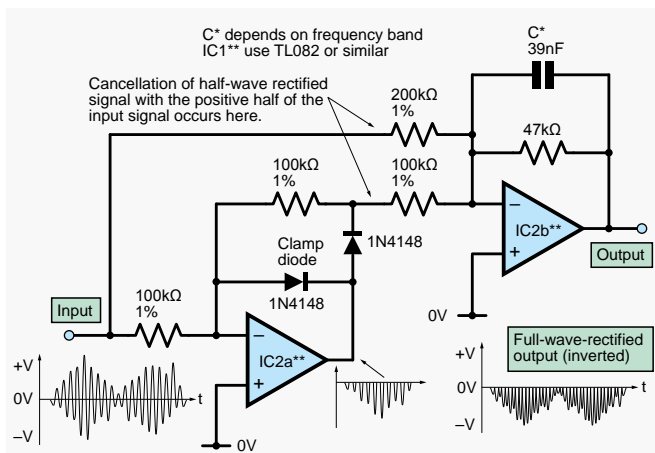 C* depends on frequency band
IC1** use TL082 or similar
C*
39nF
Cancellation of half-wave rectified
signal with the positive half of the
input signal occurs here.
200kΩ
1%
47kΩ
100kΩ
1%
100kΩ
1%
–
IC2b**
+
Output
1N4148
Clamp
diode
1N4148
Input
100kΩ
1%
0V
–
IC2a**
+
Full-wave-rectified
output (inverted)
+V
0V
–V
t
+V
0V
–V
t
0V